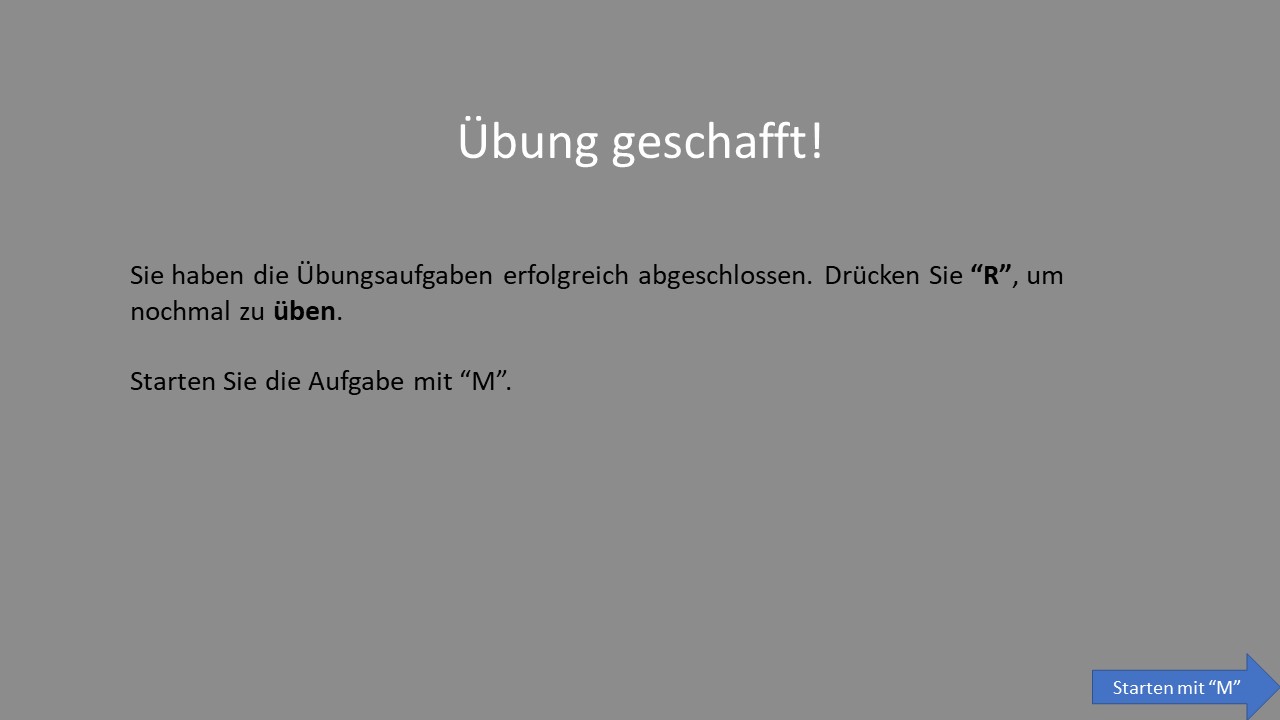 Übung geschafft!
Sie haben die Übungsaufgaben erfolgreich abgeschlossen. Drücken Sie “R”, um
nochmal zu üben.
Starten Sie die Aufgabe mit “M”.
Starten mit “M”